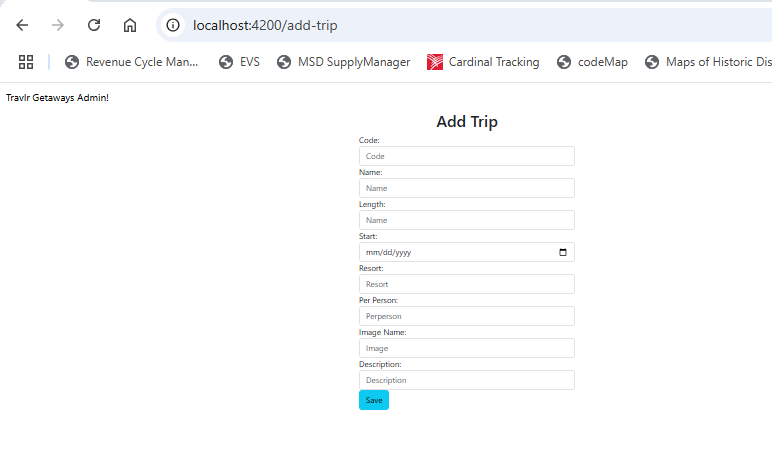 localhost:4200/add-trip
Revenue Cycle Man... EVS MSD SupplyManager Cardinal Tracking codeMap Maps of Historic Dis
Travlr Getaways Admin!
Add Trip
Code:
Code
Name:
Name
Length:
Name
Start:
mm/dd/yyyy
Resort:
Resort
Per Person:
Perperson
Image Name:
Image
Description:
Description
Save